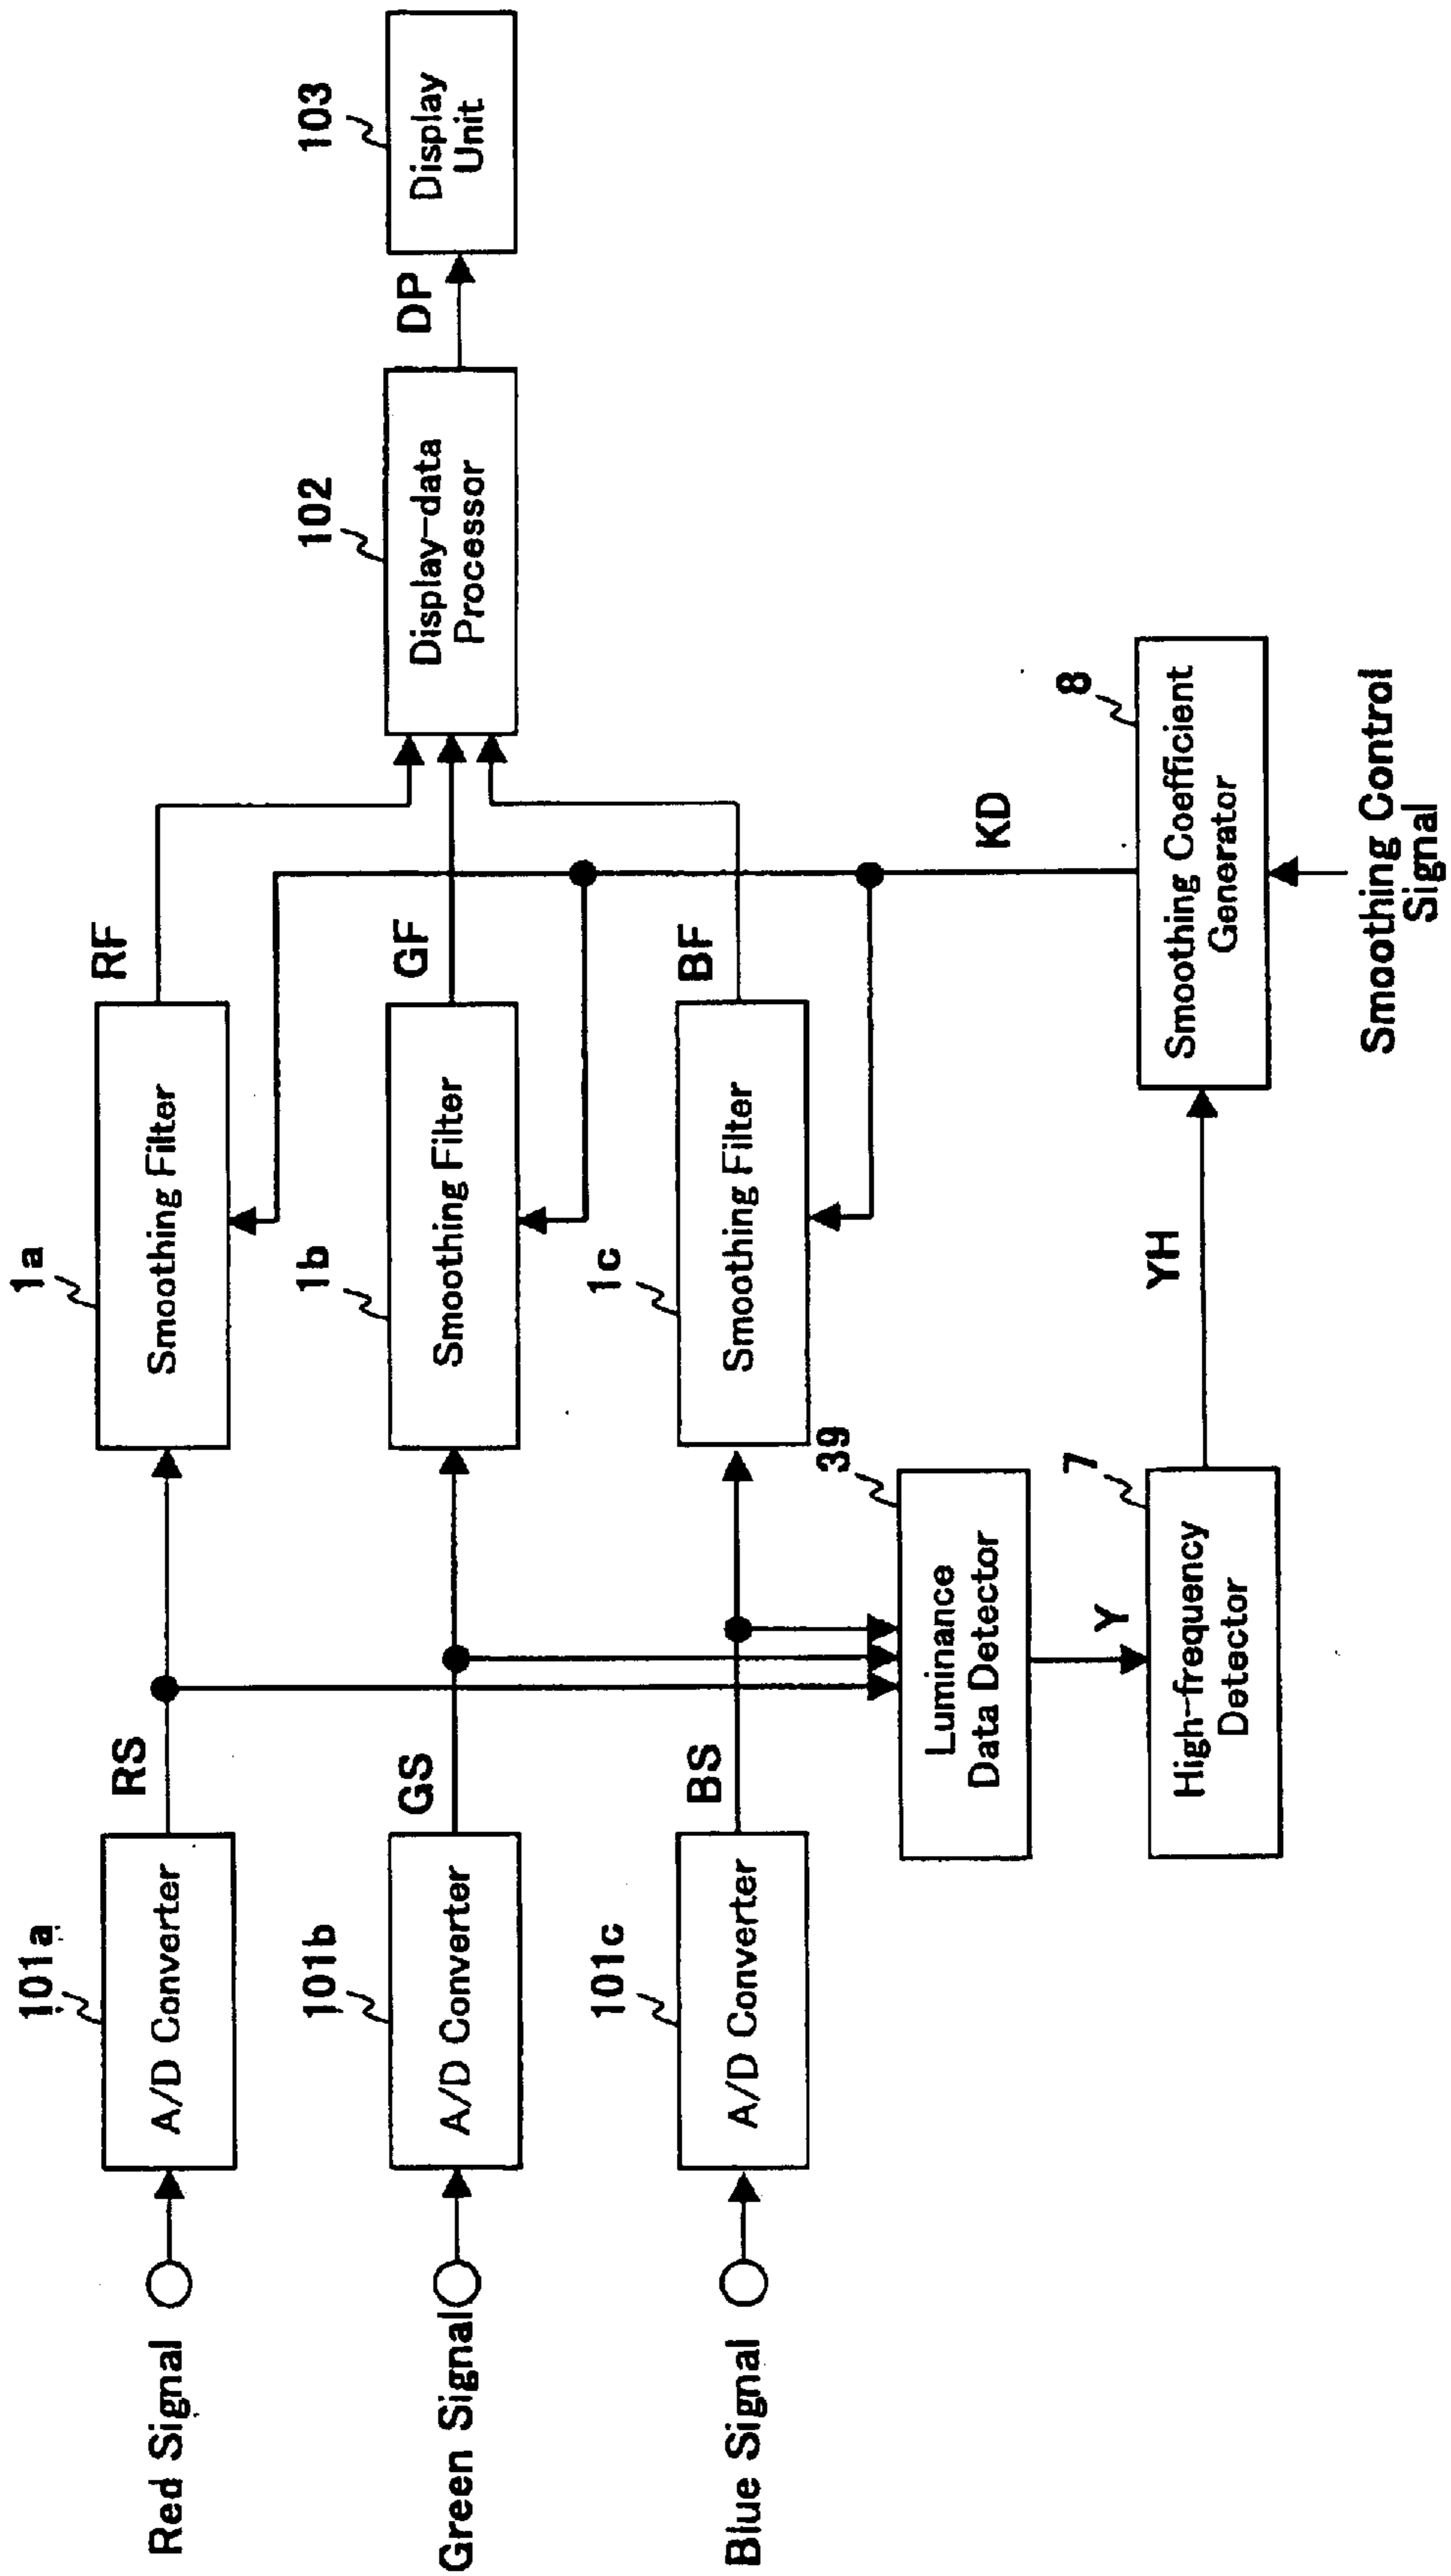 Red Signal
101a
A/D Converter
RS
1a
Smoothing Filter
RF
Green Signal
101b
A/D Converter
GS
1b
Smoothing Filter
GF
102
Display-data
Processor
DP
103
Display
Unit
Blue Signal
101c
A/D Converter
BS
1c
Smoothing Filter
BF
39
Luminance
Data Detector
KD
Y
7
High-frequency
Detector
YH
8
Smoothing Coefficient
Generator
Smoothing Control
Signal